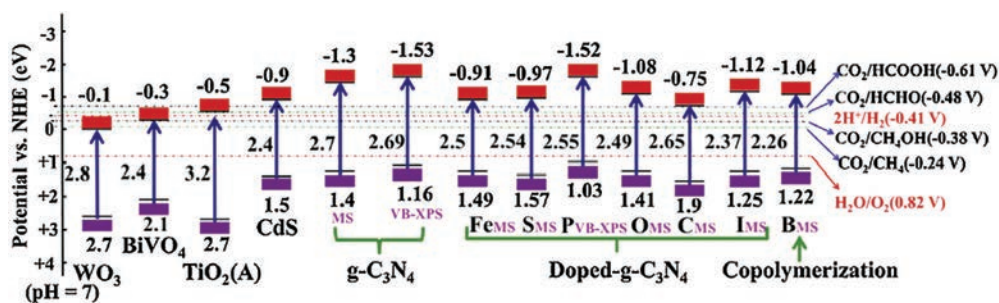 Potential vs. NHE (eV)
-3
-2
-1
0
+1
+2
+3
+4
-0.1
-0.3
-0.5
-0.9
-1.3
-1.53
-0.91
-0.97
-1.52
-1.08
-0.75
-1.12
-1.04
2.8
2.4
3.2
2.4
2.7
2.69
2.5
2.54
2.55
2.49
2.65
2.37
2.26
2.7
2.1
2.7
1.5
1.4
1.16
1.49
1.57
1.03
1.41
1.9
1.25
1.22
MS
VB-XPS
FeMS
SMS
PVB-XPS
OMS
CMS
IMS
BMS
WO₃
(pH = 7)
BiVO₄
TiO₂(A)
CdS
g-C₃N₄
Doped-g-C₃N₄
Copolymerization
CO₂/HCOOH(-0.61 V)
CO₂/HCHO(-0.48 V)
2H⁺/H₂(-0.41 V)
CO₂/CH₃OH(-0.38 V)
CO₂/CH₄(-0.24 V)
H₂O/O₂(0.82 V)